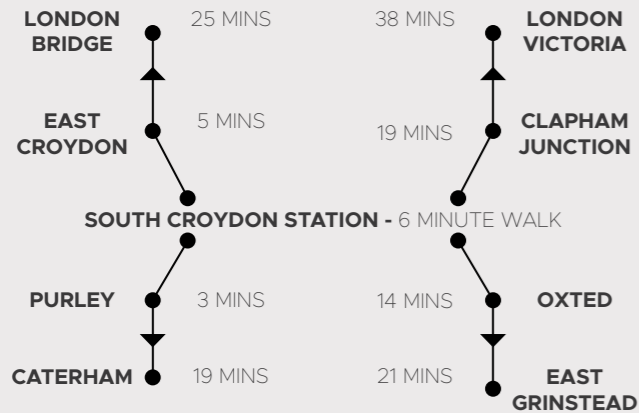 LONDON BRIDGE 25 MINS
38 MINS LONDON VICTORIA
EAST CROYDON 5 MINS
19 MINS CLAPHAM JUNCTION
SOUTH CROYDON STATION - 6 MINUTE WALK
PURLEY 3 MINS
14 MINS OXTED
CATERHAM 19 MINS
21 MINS EAST GRINSTEAD